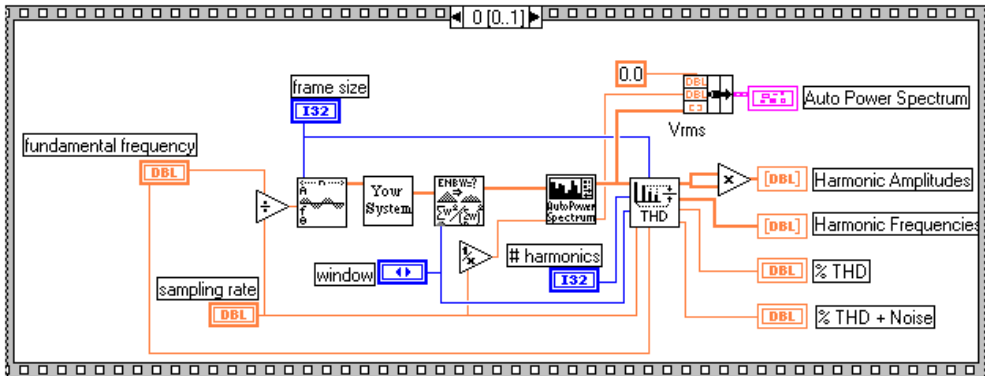 0 [0..1]
frame size
I32
0.0
DBL
DBL
Auto Power Spectrum
Vrms
fundamental frequency
DBL
Your
System
ENBW=?
AutoPower
Spectrum
THD
[DBL] Harmonic Amplitudes
[DBL] Harmonic Frequencies
window
1/x
# harmonics
I32
DBL % THD
sampling rate
DBL
DBL % THD + Noise